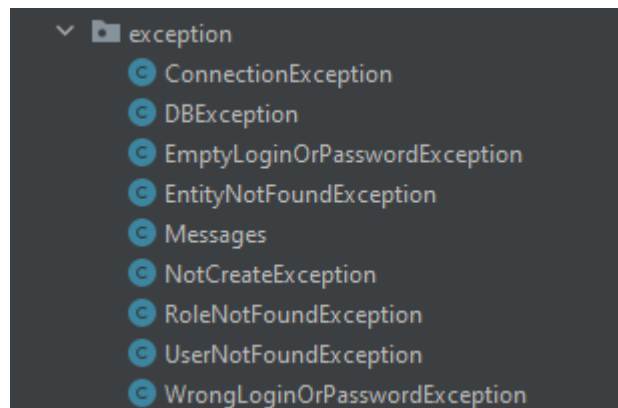 exception
ConnectionException
DBException
EmptyLoginOrPasswordException
EntityNotFoundException
Messages
NotCreateException
RoleNotFoundException
UserNotFoundException
WrongLoginOrPasswordException